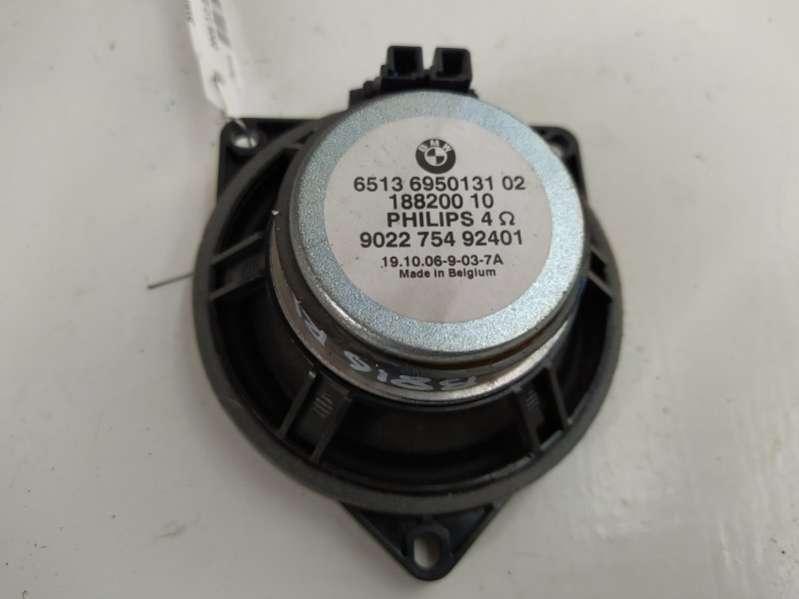 BMW
6513 6950131 02
188200 10
PHILIPS 4 Ω
9022 754 92401
19.10.06-9-03-7A
Made in Belgium